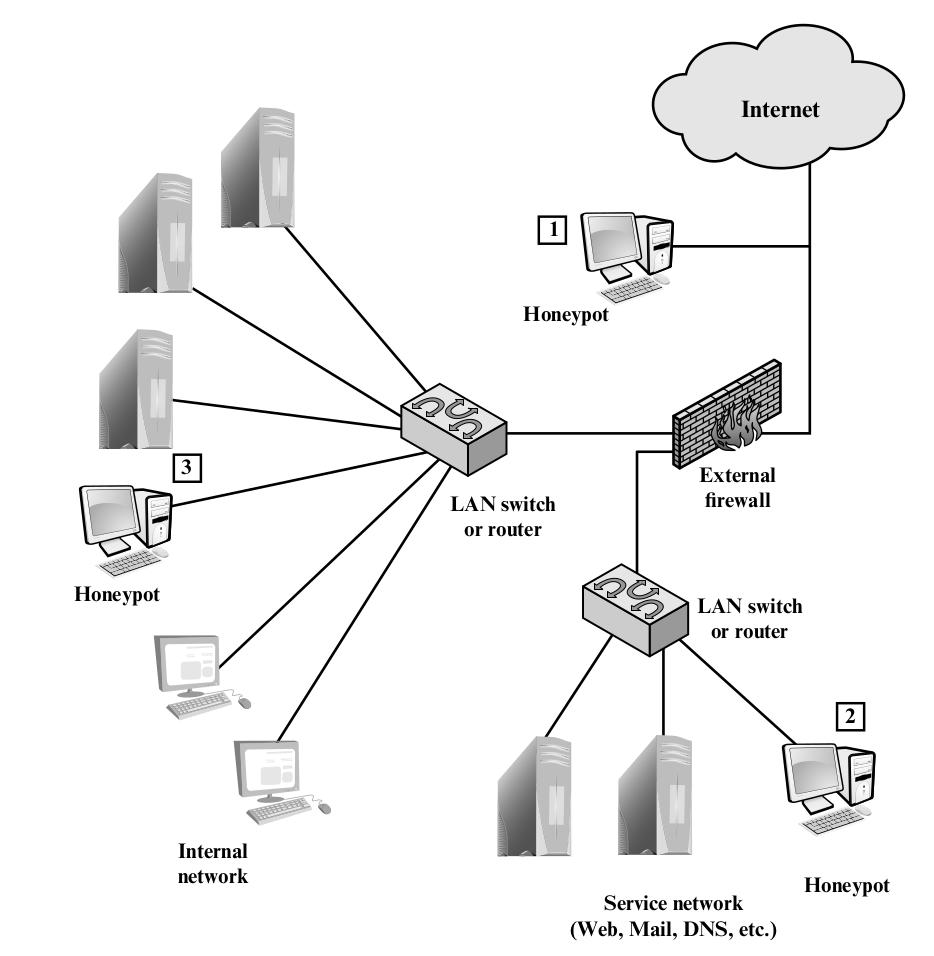 Internet
1
Honeypot
External
firewall
3
LAN switch
or router
Honeypot
LAN switch
or router
2
Internal
network
Honeypot
Service network
(Web, Mail, DNS, etc.)